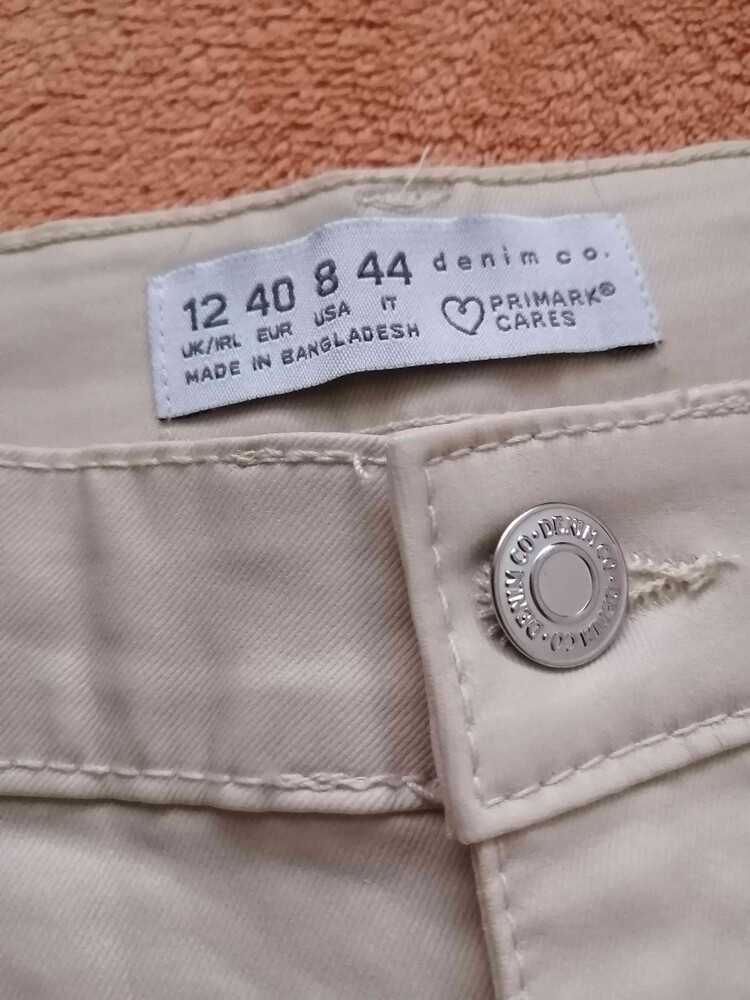 12 40 8 44
UK/IRL EUR USA IT
MADE IN BANGLADESH
denim co.
PRIMARK®
CARES
DENIM CO • DENIM CO • DENIM CO •